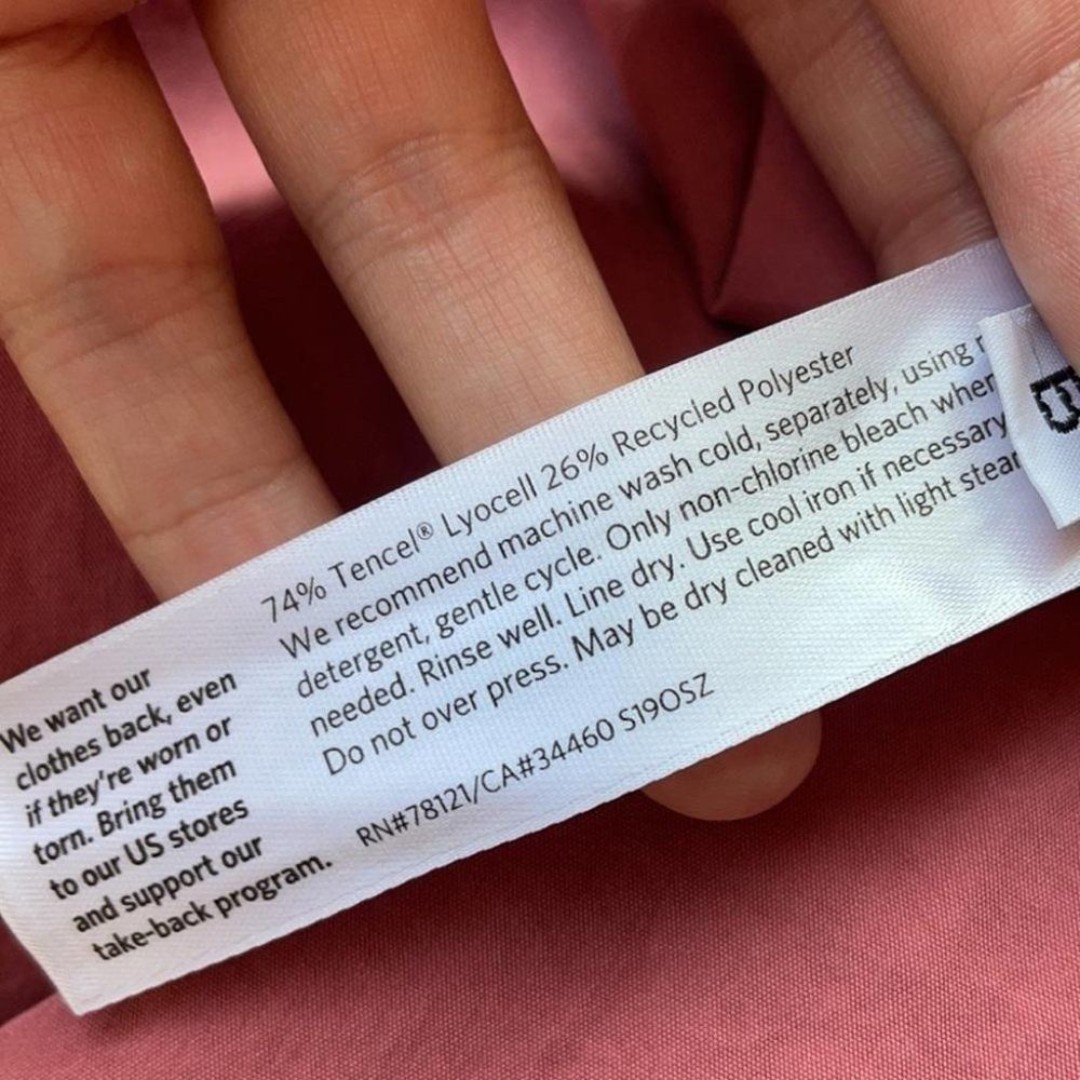 We want our
clothes back, even
if they're worn or
torn. Bring them
to our US stores
and support our
take-back program.
74% Tencel® Lyocell 26% Recycled Polyester
We recommend machine wash cold, separately, using
detergent, gentle cycle. Only non-chlorine bleach when
needed. Rinse well. Line dry. Use cool iron if necessary
Do not over press. May be dry cleaned with light
RN#78121/CA#34460 S19OSZ